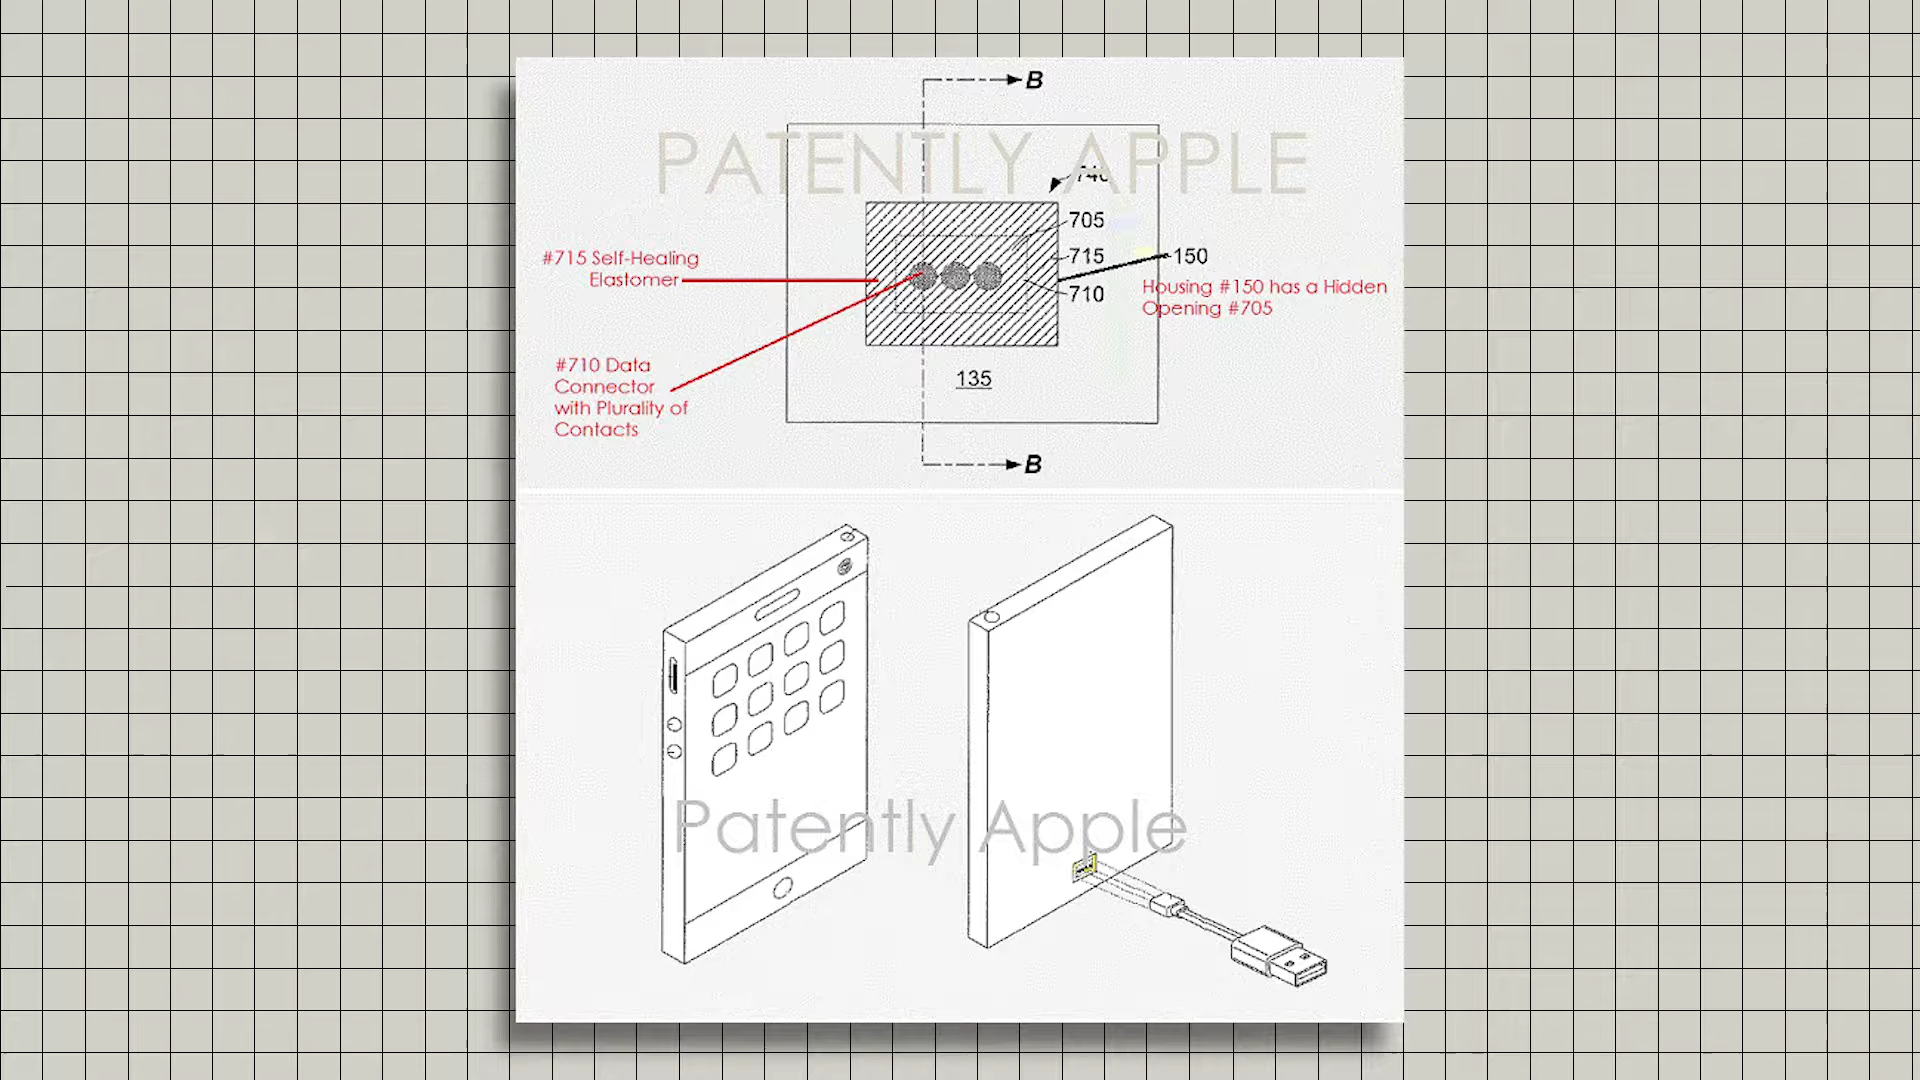 B
PATENTLY APPLE
740
705
#715 Self-Healing
Elastomer
715
150
710
Housing #150 has a Hidden
Opening #705
#710 Data
Connector
with Plurality of
Contacts
135
B
Patently Apple